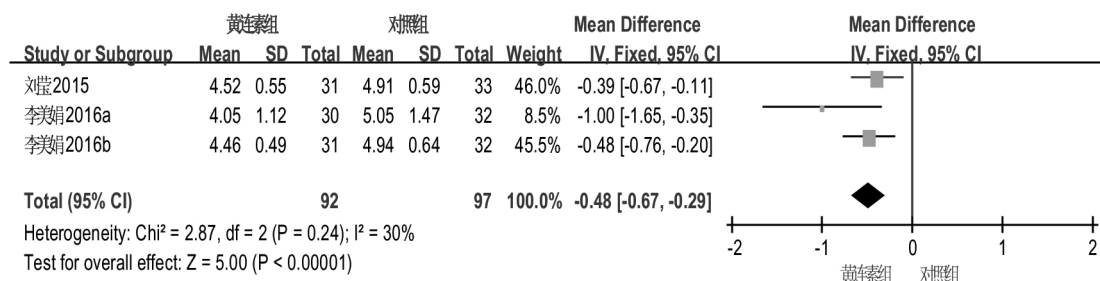 黄连素组 对照组 Mean Difference Mean Difference
Study or Subgroup Mean SD Total Mean SD Total Weight IV, Fixed, 95% CI IV, Fixed, 95% CI
刘莹2015 4.52 0.55 31 4.91 0.59 33 46.0% -0.39 [-0.67, -0.11]
李美娟2016a 4.05 1.12 30 5.05 1.47 32 8.5% -1.00 [-1.65, -0.35]
李美娟2016b 4.46 0.49 31 4.94 0.64 32 45.5% -0.48 [-0.76, -0.20]
Total (95% CI) 92 97 100.0% -0.48 [-0.67, -0.29]
Heterogeneity: Chi² = 2.87, df = 2 (P = 0.24); I² = 30%
Test for overall effect: Z = 5.00 (P < 0.00001)
-2 -1 0 1 2
黄连素组 对照组